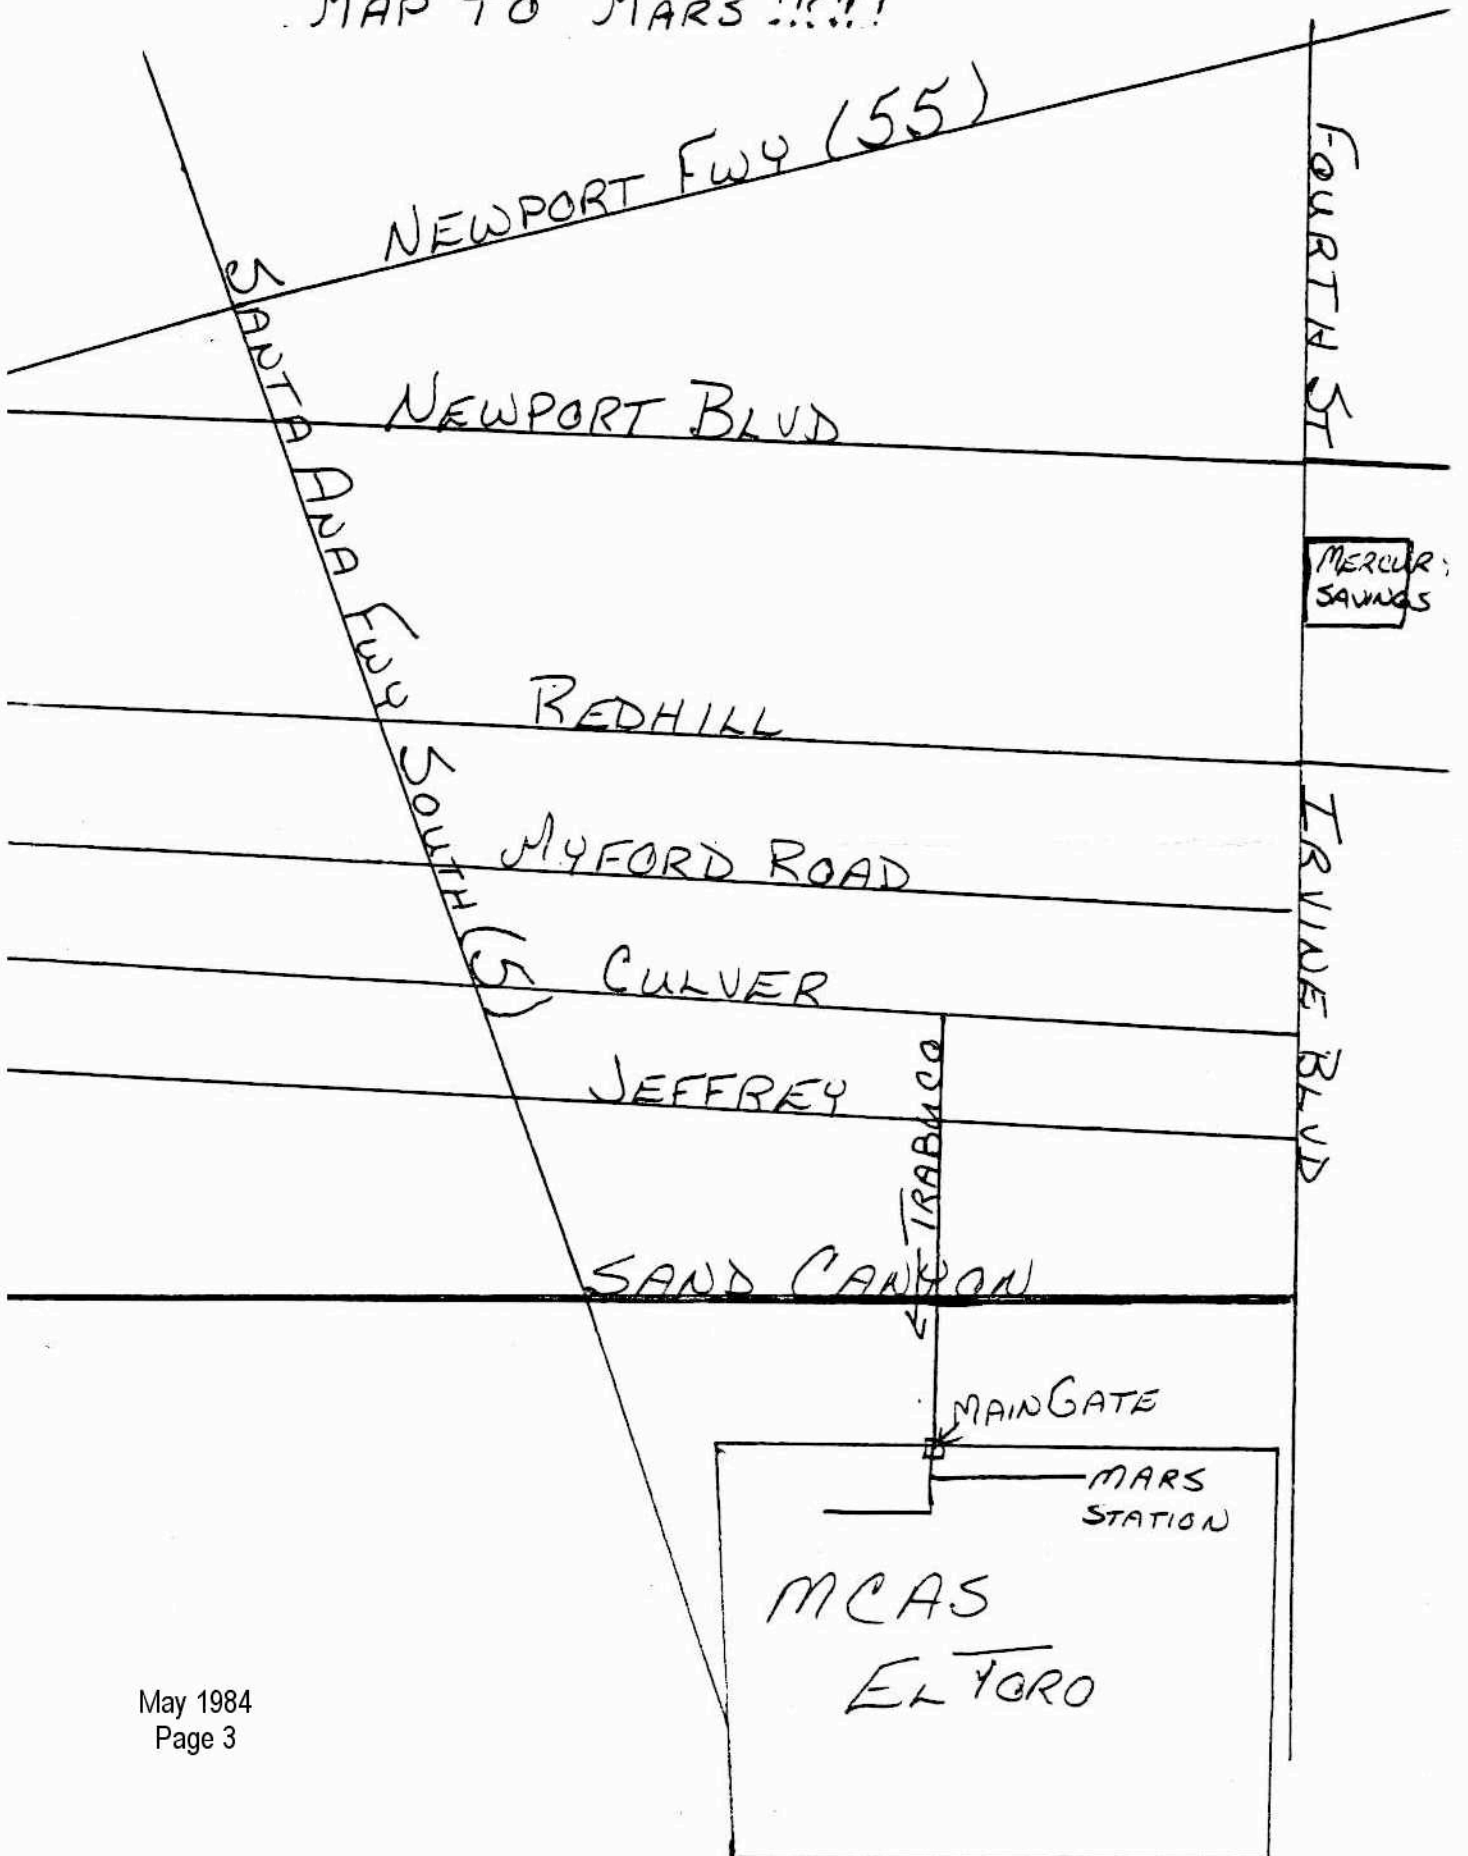 MAP TO MARS !!!!!
NEWPORT FWY (55)
FOURTH ST
SANTA ANA FWY SOUTH (5)
NEWPORT BLVD
MERCURY
SAVINGS
REDHILL
IRVINE BLVD
MYFORD ROAD
CULVER
TRABUCO
JEFFREY
SAND CANYON
MAIN GATE
MARS
STATION
MCAS
EL TORO
May 1984
Page 3